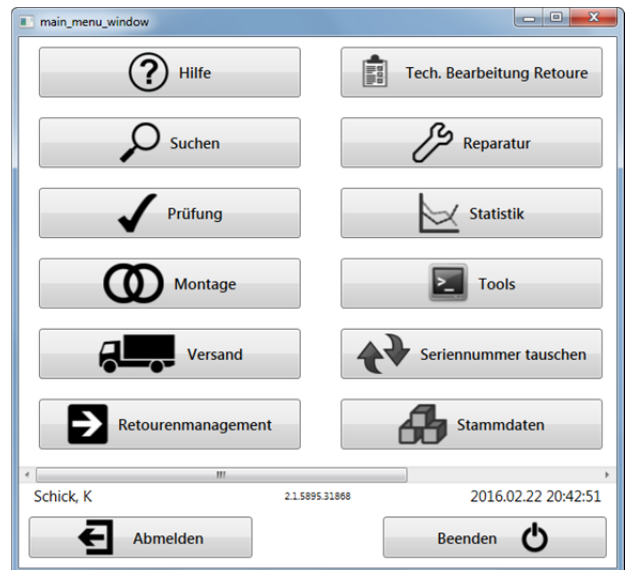 main_menu_window
Hilfe
Tech. Bearbeitung Retoure
Suchen
Reparatur
Prüfung
Statistik
Montage
Tools
Versand
Seriennummer tauschen
Retourenmanagement
Stammdaten
Schick, K
2.1.5895.31868
2016.02.22 20:42:51
Abmelden
Beenden